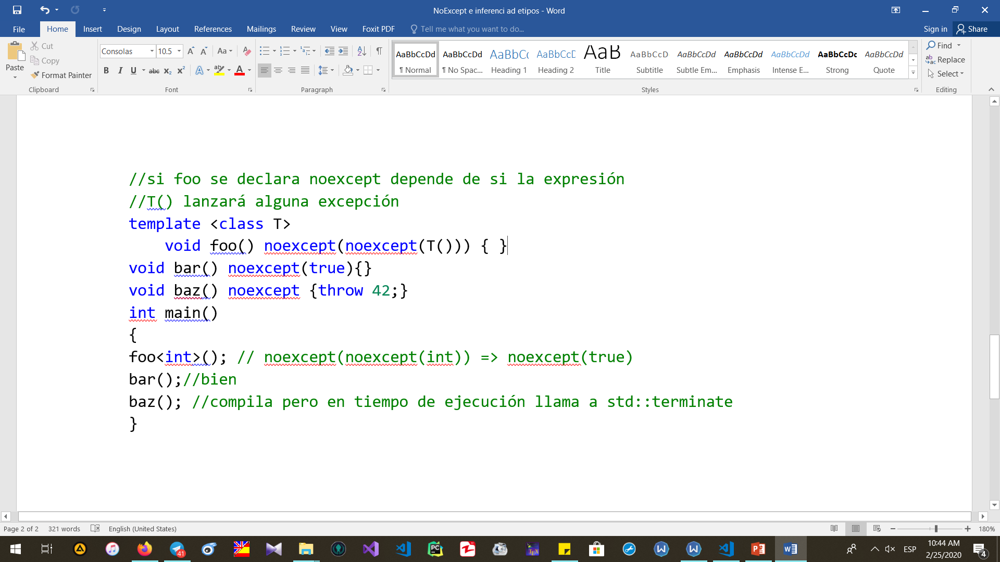 NoExcept e inferenci ad etipos - Word
File Home Insert Design Layout References Mailings Review View Foxit PDF Tell me what you want to do... Sign in Share
Paste
Cut
Copy
Format Painter
Clipboard
Consolas 10.5 Aa
B I U abc x₂ x² A ab A
Font
Paragraph
AaBbCcDd AaBbCcDd AaBbCc AaBbCcC AaB AaBbCcD AaBbCcDd AaBbCcDd AaBbCcDd AaBbCcDc AaBbCcDd
¶ Normal ¶ No Spac... Heading 1 Heading 2 Title Subtitle Subtle Em... Emphasis Intense E... Strong Quote
Styles
Find
Replace
Select
Editing
//si foo se declara noexcept depende de si la expresión
//T() lanzará alguna excepción
template <class T>
void foo() noexcept(noexcept(T())) { }
void bar() noexcept(true){}
void baz() noexcept {throw 42;}
int main()
{
foo<int>(); // noexcept(noexcept(int)) => noexcept(true)
bar();//bien
baz(); //compila pero en tiempo de ejecución llama a std::terminate
}
Page 2 of 2 321 words English (United States) 180%
41
ESP
10:44 AM
2/25/2020
4